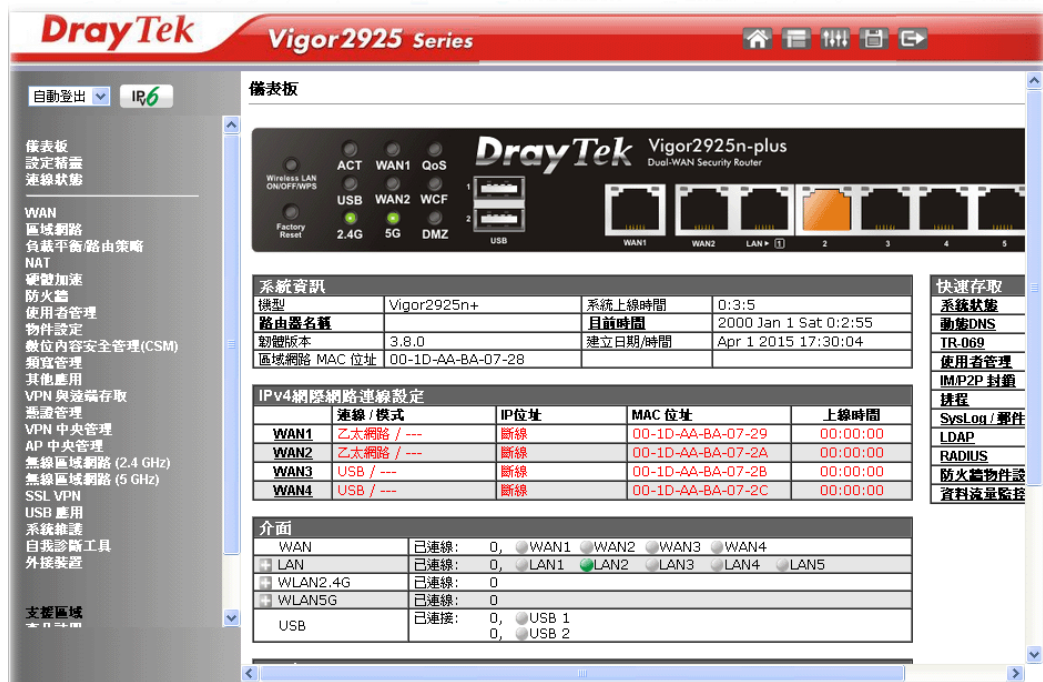 DrayTek
Vigor2925 Series
自動登出
IPv6
儀表板
設定精靈
連線狀態
WAN
區域網路
負載平衡/路由策略
NAT
硬體加速
防火牆
使用者管理
物件設定
數位內容安全管理(CSM)
頻寬管理
其他應用
VPN 與遠端存取
憑證管理
VPN 中央管理
AP 中央管理
無線區域網路 (2.4 GHz)
無線區域網路 (5 GHz)
SSL VPN
USB 應用
系統維護
自我診斷工具
外接裝置
支援區域
儀表板
Wireless LAN
ON/OFF/WPS
Factory
Reset
ACT WAN1 QoS
USB WAN2 WCF
2.4G 5G DMZ
DrayTek Vigor2925n-plus
Dual-WAN Security Router
1
2
USB
WAN1 WAN2 LAN 1 2 3 4 5
系統資訊
機型 Vigor2925n+ 系統上線時間 0:3:5
路由器名稱 目前時間 2000 Jan 1 Sat 0:2:55
韌體版本 3.8.0 建立日期/時間 Apr 1 2015 17:30:04
區域網路 MAC 位址 00-1D-AA-BA-07-28
IPv4網際網路連線設定
連線 / 模式 IP位址 MAC 位址 上線時間
WAN1 乙太網路 / --- 斷線 00-1D-AA-BA-07-29 00:00:00
WAN2 乙太網路 / --- 斷線 00-1D-AA-BA-07-2A 00:00:00
WAN3 USB / --- 斷線 00-1D-AA-BA-07-2B 00:00:00
WAN4 USB / --- 斷線 00-1D-AA-BA-07-2C 00:00:00
介面
WAN 已連線: 0, WAN1 WAN2 WAN3 WAN4
LAN 已連線: 0, LAN1 LAN2 LAN3 LAN4 LAN5
WLAN2.4G 已連線: 0
WLAN5G 已連線: 0
USB 已連接: 0, USB 1
0, USB 2
快速存取
系統狀態
動態DNS
TR-069
使用者管理
IM/P2P 封鎖
排程
SysLog / 郵件
LDAP
RADIUS
防火牆物件設
資料流量監控